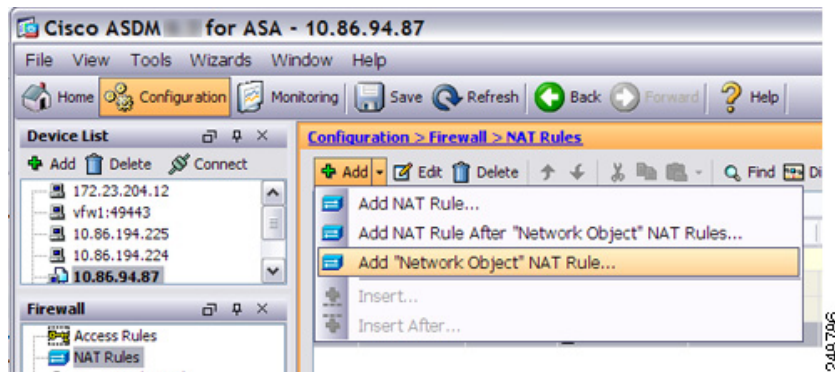 Cisco ASDM for ASA - 10.86.94.87
File View Tools Wizards Window Help
Home Configuration Monitoring Save Refresh Back Forward Help
Device List
Add Delete Connect
172.23.204.12
vfw1:49443
10.86.194.225
10.86.194.224
10.86.94.87
Firewall
Access Rules
NAT Rules
Configuration > Firewall > NAT Rules
Add Edit Delete Find Di
Add NAT Rule...
Add NAT Rule After "Network Object" NAT Rules...
Add "Network Object" NAT Rule...
Insert...
Insert After...